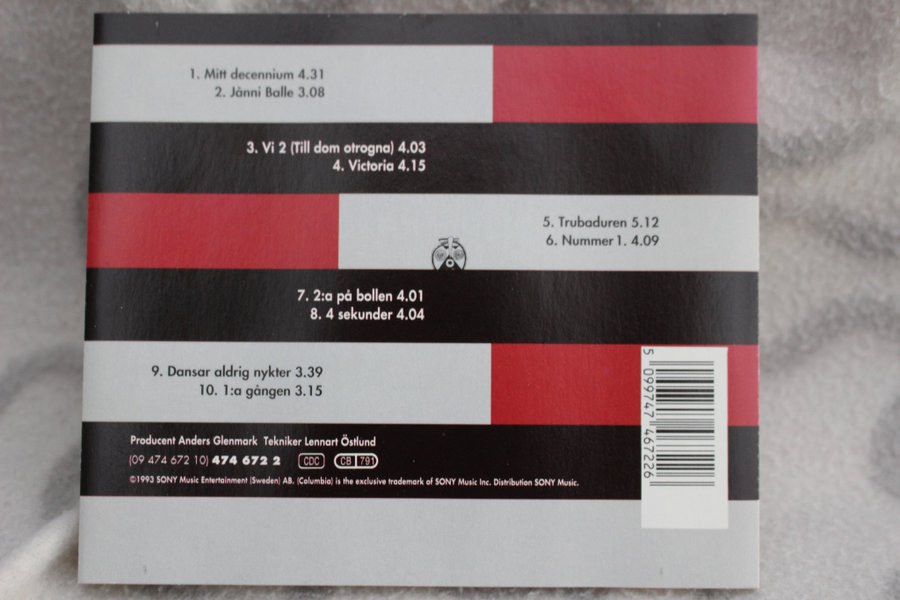 1. Mitt decennium 4.31
2. Jånni Balle 3.08
3. Vi 2 (Till dom otrogna) 4.03
4. Victoria 4.15
5. Trubaduren 5.12
6. Nummer 1. 4.09
7. 2:a på bollen 4.01
8. 4 sekunder 4.04
9. Dansar aldrig nykter 3.39
10. 1:a gången 3.15
Producent Anders Glenmark Tekniker Lennart Östlund
(09 474 672 10) 474 672 2 CDC CB 791
©1993 SONY Music Entertainment (Sweden) AB. (Columbia) is the exclusive trademark of SONY Music Inc. Distribution SONY Music.
5 099747 467226